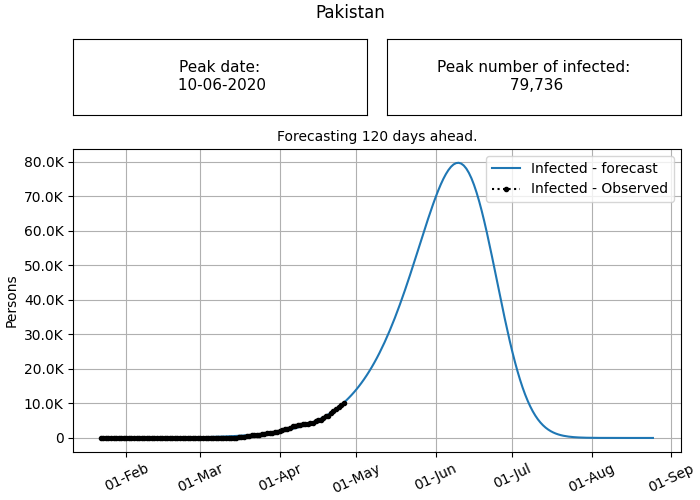 Pakistan
Peak date:
10-06-2020
Peak number of infected:
79,736
Forecasting 120 days ahead.
Infected - forecast
Infected - Observed
80.0K
70.0K
60.0K
50.0K
40.0K
30.0K
20.0K
10.0K
0
Persons
01-Feb
01-Mar
01-Apr
01-May
01-Jun
01-Jul
01-Aug
01-Sep